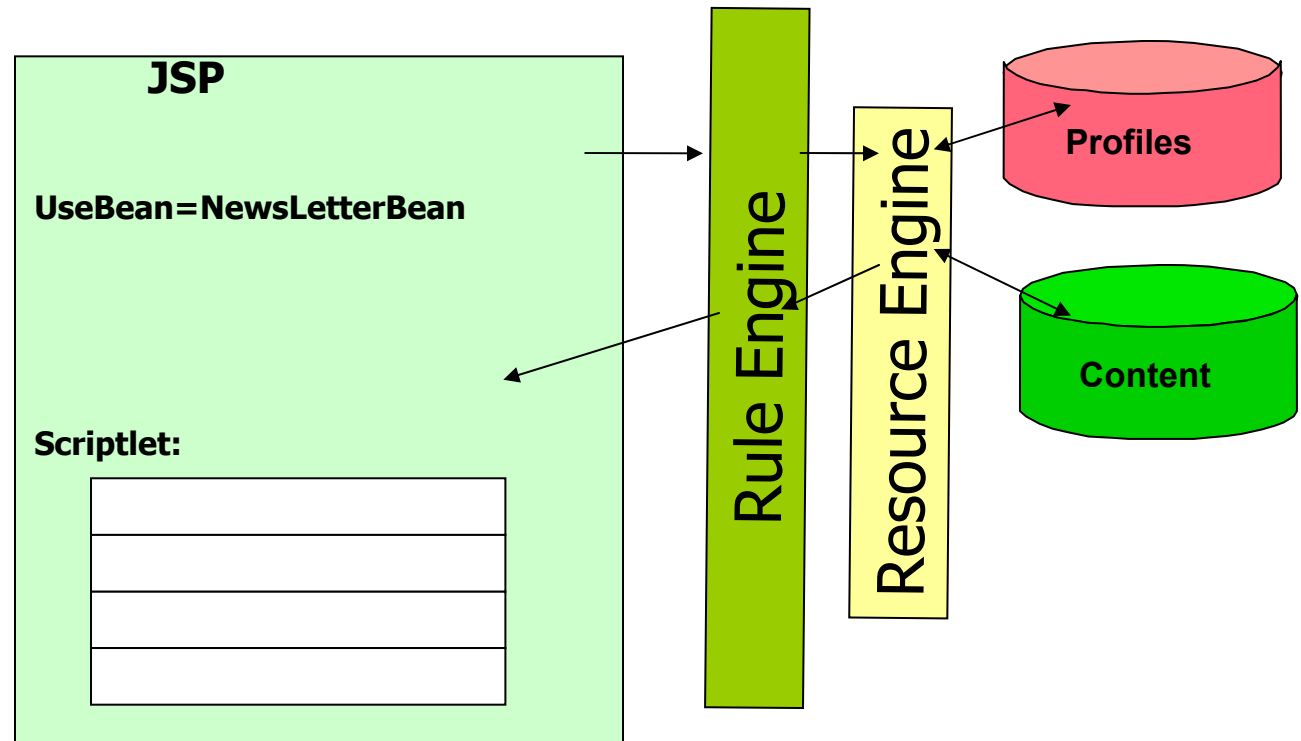 JSP
UseBean=NewsLetterBean
Scriptlet:
Rule Engine
Resource Engine
Profiles
Content